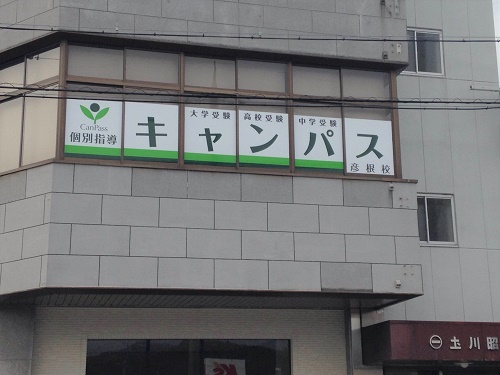 CanPass
個別指導
大学受験 高校受験 中学受験
キャンパス
彦根校
㊀ 土川昭